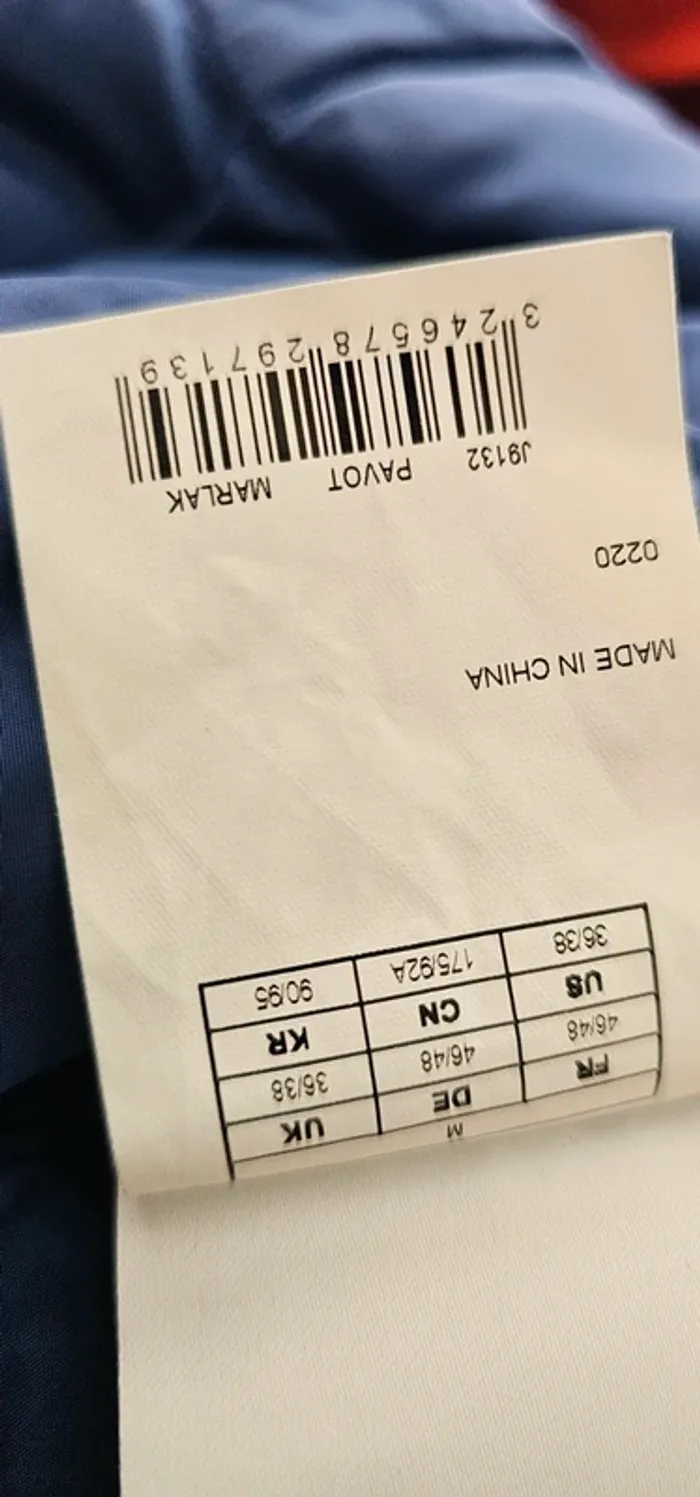 M
FR DE UK
46/48 46/48 36/38
US CN KR
36/38 175/92A 90/95
MADE IN CHINA
0220
J9132 PAVOT MARLAK
3 246578 297139